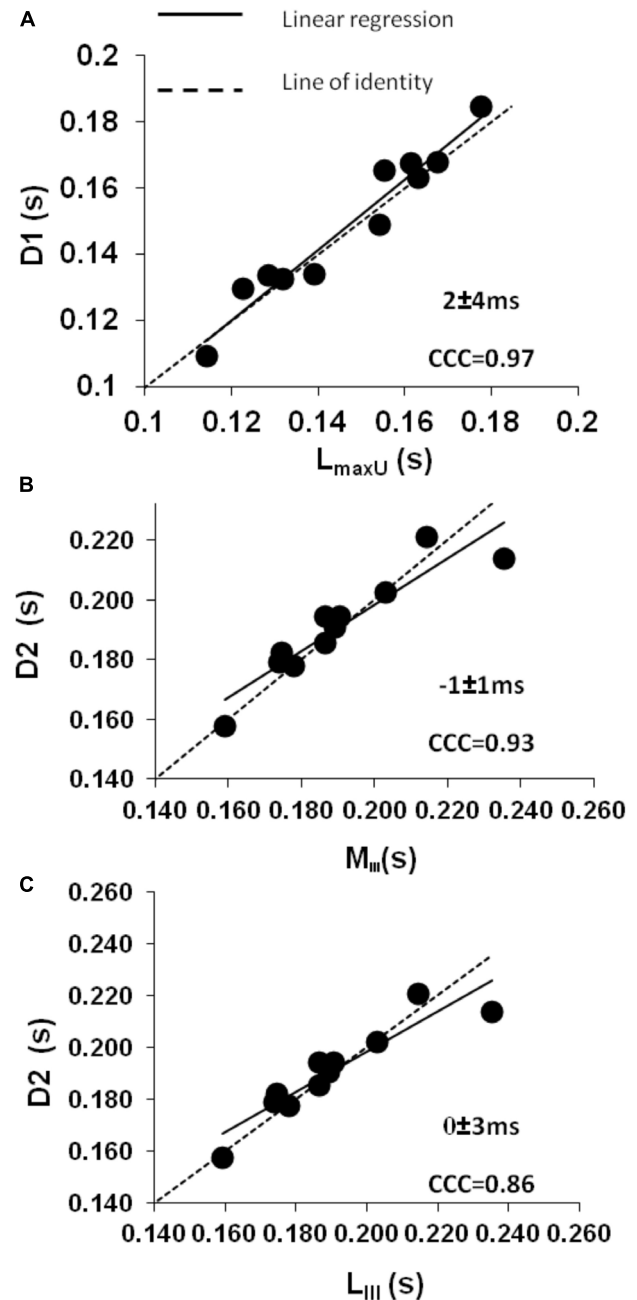 A
Linear regression
Line of identity
0.2
0.18
0.16
0.14
0.12
0.1
D1 (s)
2±4ms
CCC=0.97
0.1 0.12 0.14 0.16 0.18 0.2
LmaxU (s)
B
0.220
0.200
0.180
0.160
0.140
D2 (s)
-1±1ms
CCC=0.93
0.140 0.160 0.180 0.200 0.220 0.240 0.260
MIII(s)
C
0.260
0.240
0.220
0.200
0.180
0.160
0.140
D2 (s)
0±3ms
CCC=0.86
0.140 0.160 0.180 0.200 0.220 0.240 0.260
LIII (s)